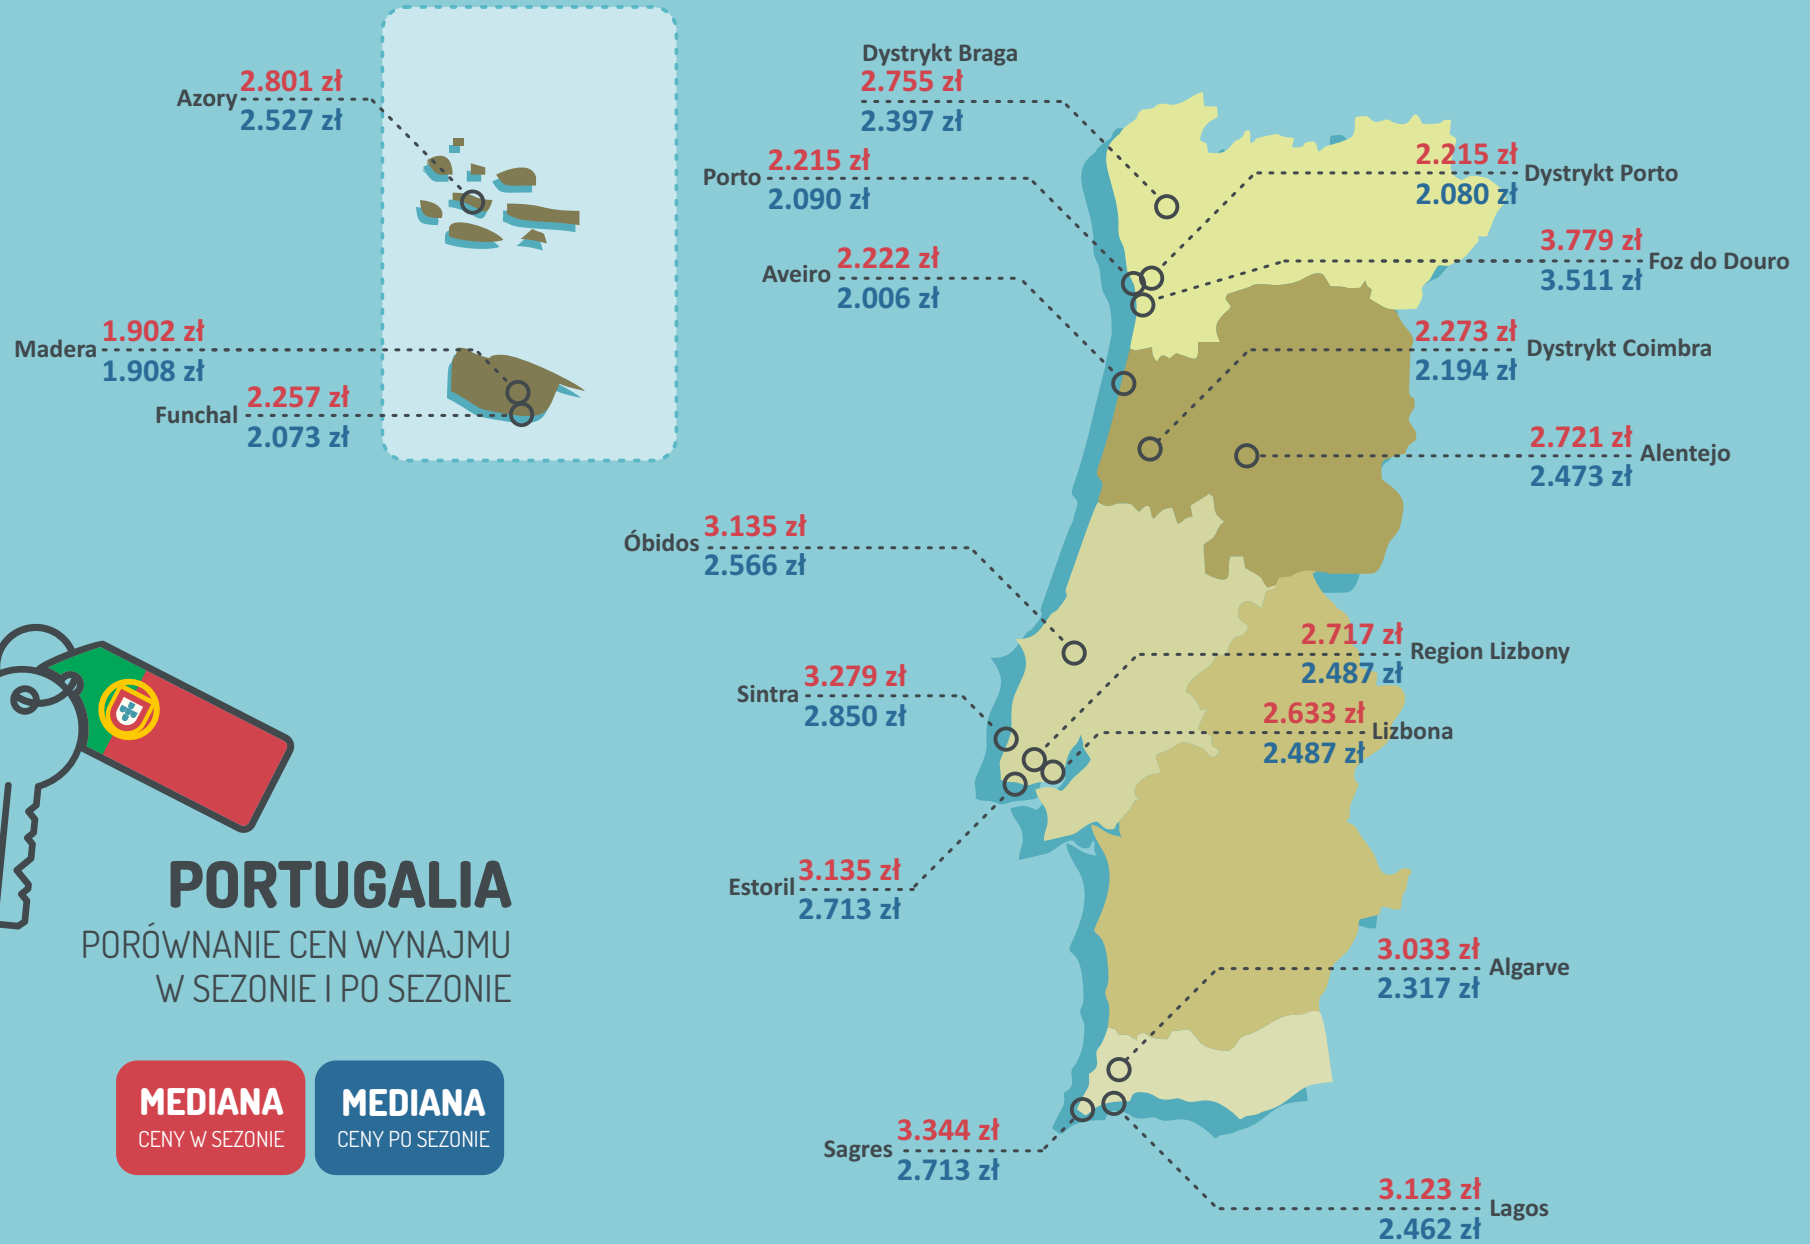 Azory
2.801 zł
2.527 zł
Madera
1.902 zł
1.908 zł
Funchal
2.257 zł
2.073 zł
Dystrykt Braga
2.755 zł
2.397 zł
Porto
2.215 zł
2.090 zł
Aveiro
2.222 zł
2.006 zł
2.215 zł
2.080 zł
Dystrykt Porto
3.779 zł
3.511 zł
Foz do Douro
2.273 zł
2.194 zł
Dystrykt Coimbra
2.721 zł
2.473 zł
Alentejo
Óbidos
3.135 zł
2.566 zł
2.717 zł
2.487 zł
Region Lizbony
Sintra
3.279 zł
2.850 zł
2.633 zł
2.487 zł
Lizbona
Estoril
3.135 zł
2.713 zł
3.033 zł
2.317 zł
Algarve
Sagres
3.344 zł
2.713 zł
3.123 zł
2.462 zł
Lagos
PORTUGALIA
PORÓWNANIE CEN WYNAJMU
W SEZONIE I PO SEZONIE
MEDIANA
CENY W SEZONIE
MEDIANA
CENY PO SEZONIE